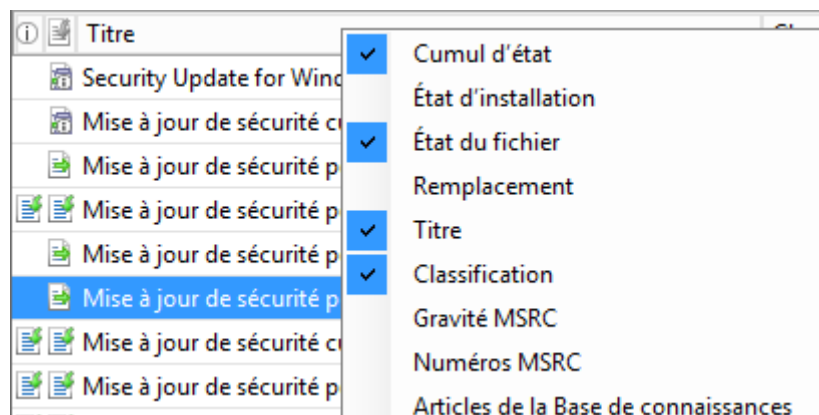 Titre
Security Update for Wind
Mise à jour de sécurité cu
Mise à jour de sécurité p
Mise à jour de sécurité p
Mise à jour de sécurité p
Mise à jour de sécurité p
Mise à jour de sécurité cu
Mise à jour de sécurité p
Cumul d'état
État d'installation
État du fichier
Remplacement
Titre
Classification
Gravité MSRC
Numéros MSRC
Articles de la Base de connaissances